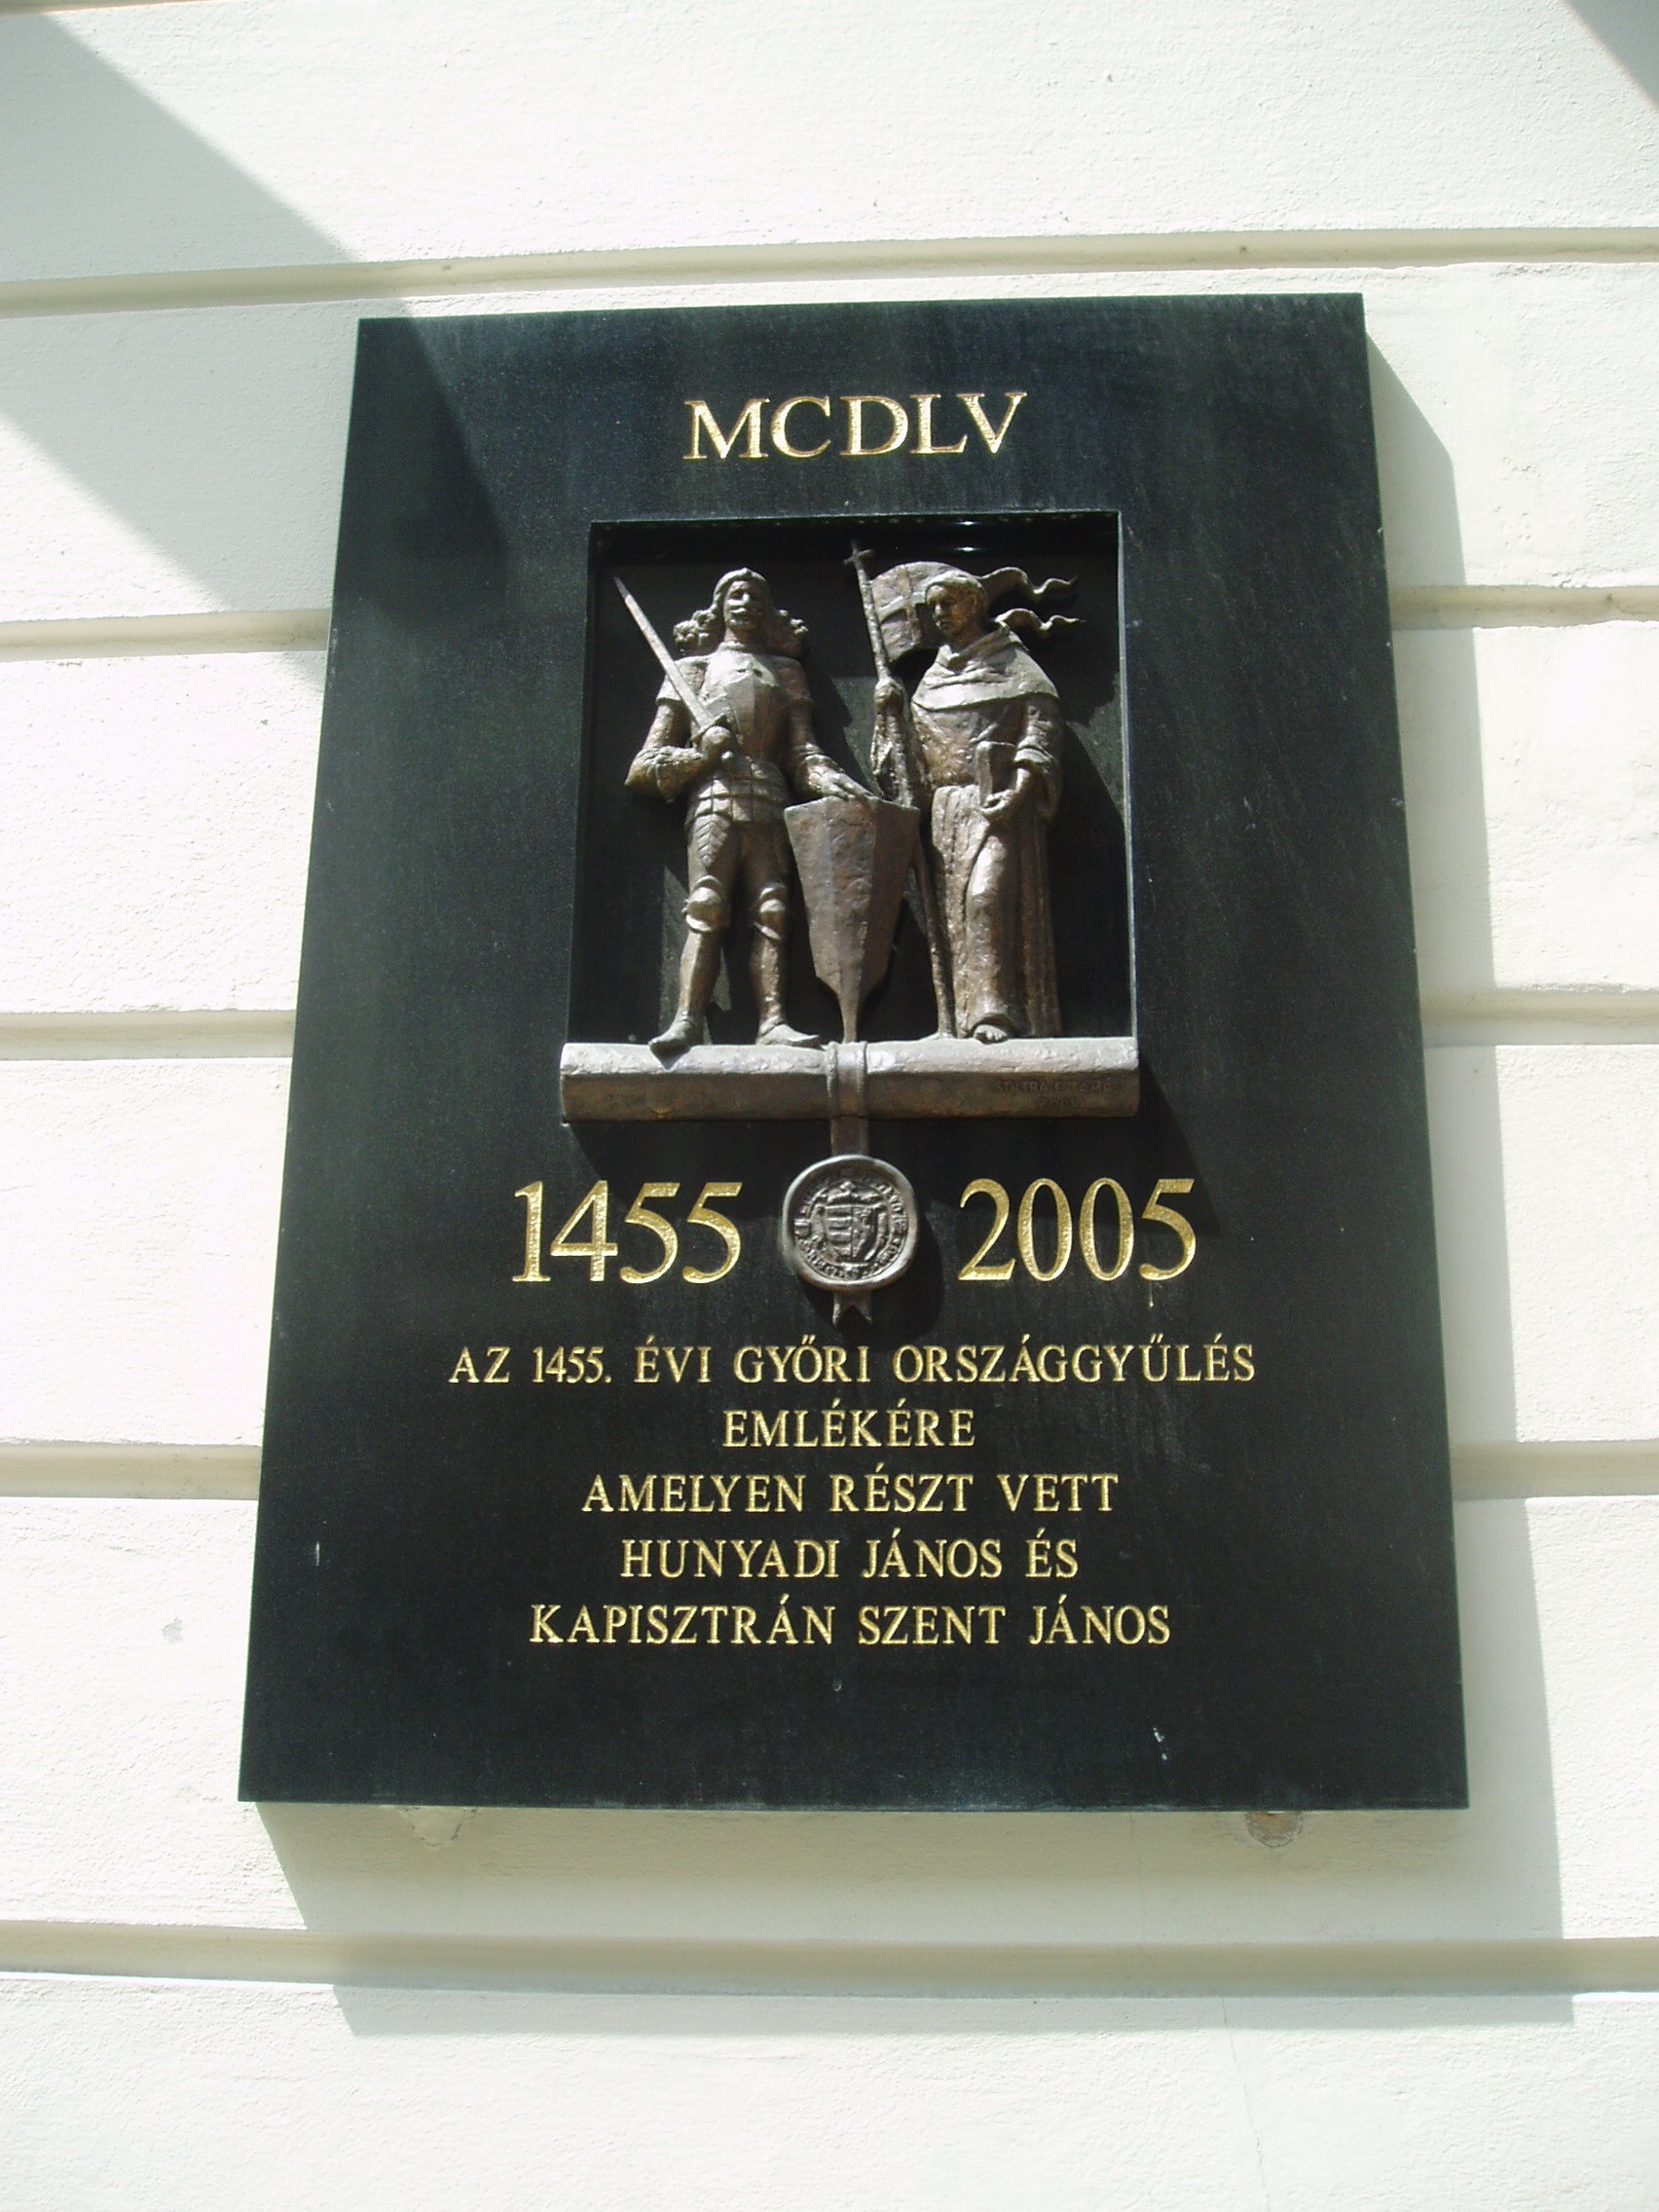 MCDLV
1455 2005
AZ 1455. ÉVI GYŐRI ORSZÁGGYŰLÉS
EMLÉKÉRE
AMELYEN RÉSZT VETT
HUNYADI JÁNOS ÉS
KAPISZTRÁN SZENT JÁNOS